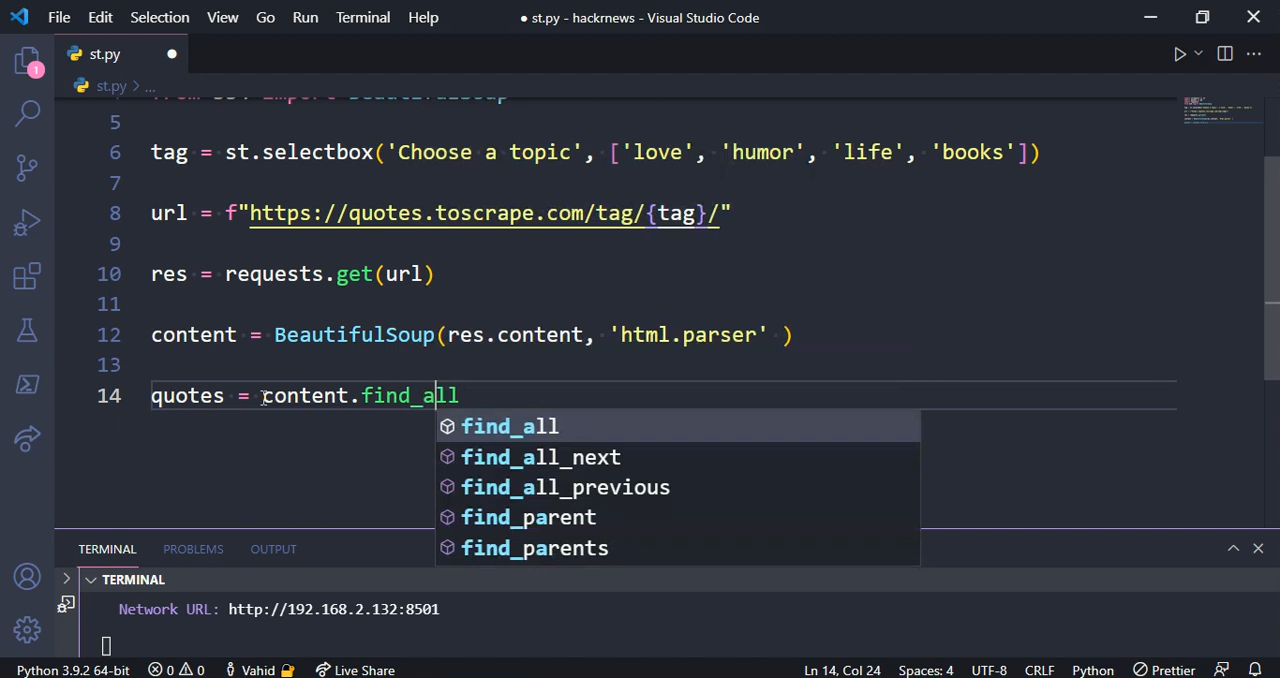 File Edit Selection View Go Run Terminal Help ● st.py - hackrnews - Visual Studio Code
st.py
st.py > ...
1
5
6 tag = st.selectbox('Choose a topic', ['love', 'humor', 'life', 'books'])
7
8 url = f"https://quotes.toscrape.com/tag/{tag}/"
9
10 res = requests.get(url)
11
12 content = BeautifulSoup(res.content, 'html.parser' )
13
14 quotes = content.find_all
find_all
find_all_next
find_all_previous
find_parent
find_parents
TERMINAL PROBLEMS OUTPUT
TERMINAL
Network URL: http://192.168.2.132:8501
Python 3.9.2 64-bit 0 0 Vahid Live Share Ln 14, Col 24 Spaces: 4 UTF-8 CRLF Python Prettier